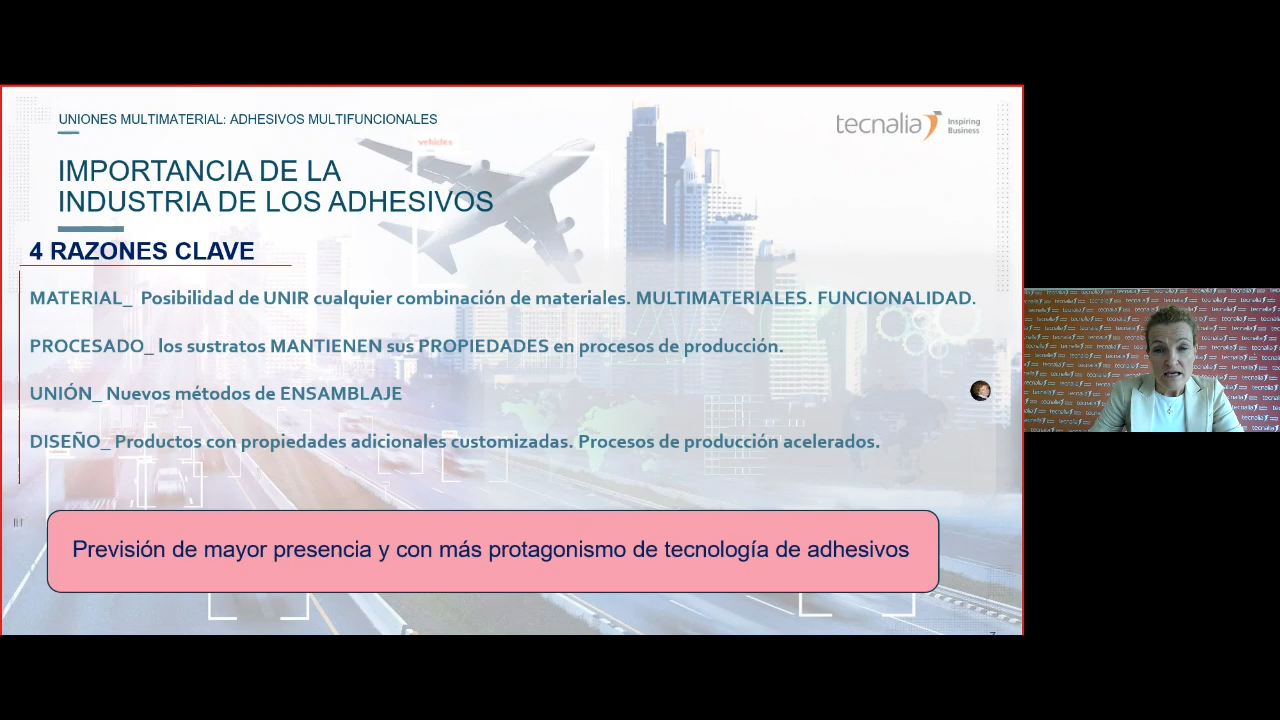 UNIONES MULTIMATERIAL: ADHESIVOS MULTIFUNCIONALES
tecnalia Inspiring
Business
vehicles
IMPORTANCIA DE LA
INDUSTRIA DE LOS ADHESIVOS
4 RAZONES CLAVE
MATERIAL_ Posibilidad de UNIR cualquier combinación de materiales. MULTIMATERIALES. FUNCIONALIDAD.
PROCESADO_ los sustratos MANTIENEN sus PROPIEDADES en procesos de producción.
UNIÓN_ Nuevos métodos de ENSAMBLAJE
DISEÑO_ Productos con propiedades adicionales customizadas. Procesos de producción acelerados.
Previsión de mayor presencia y con más protagonismo de tecnología de adhesivos
tecnalia